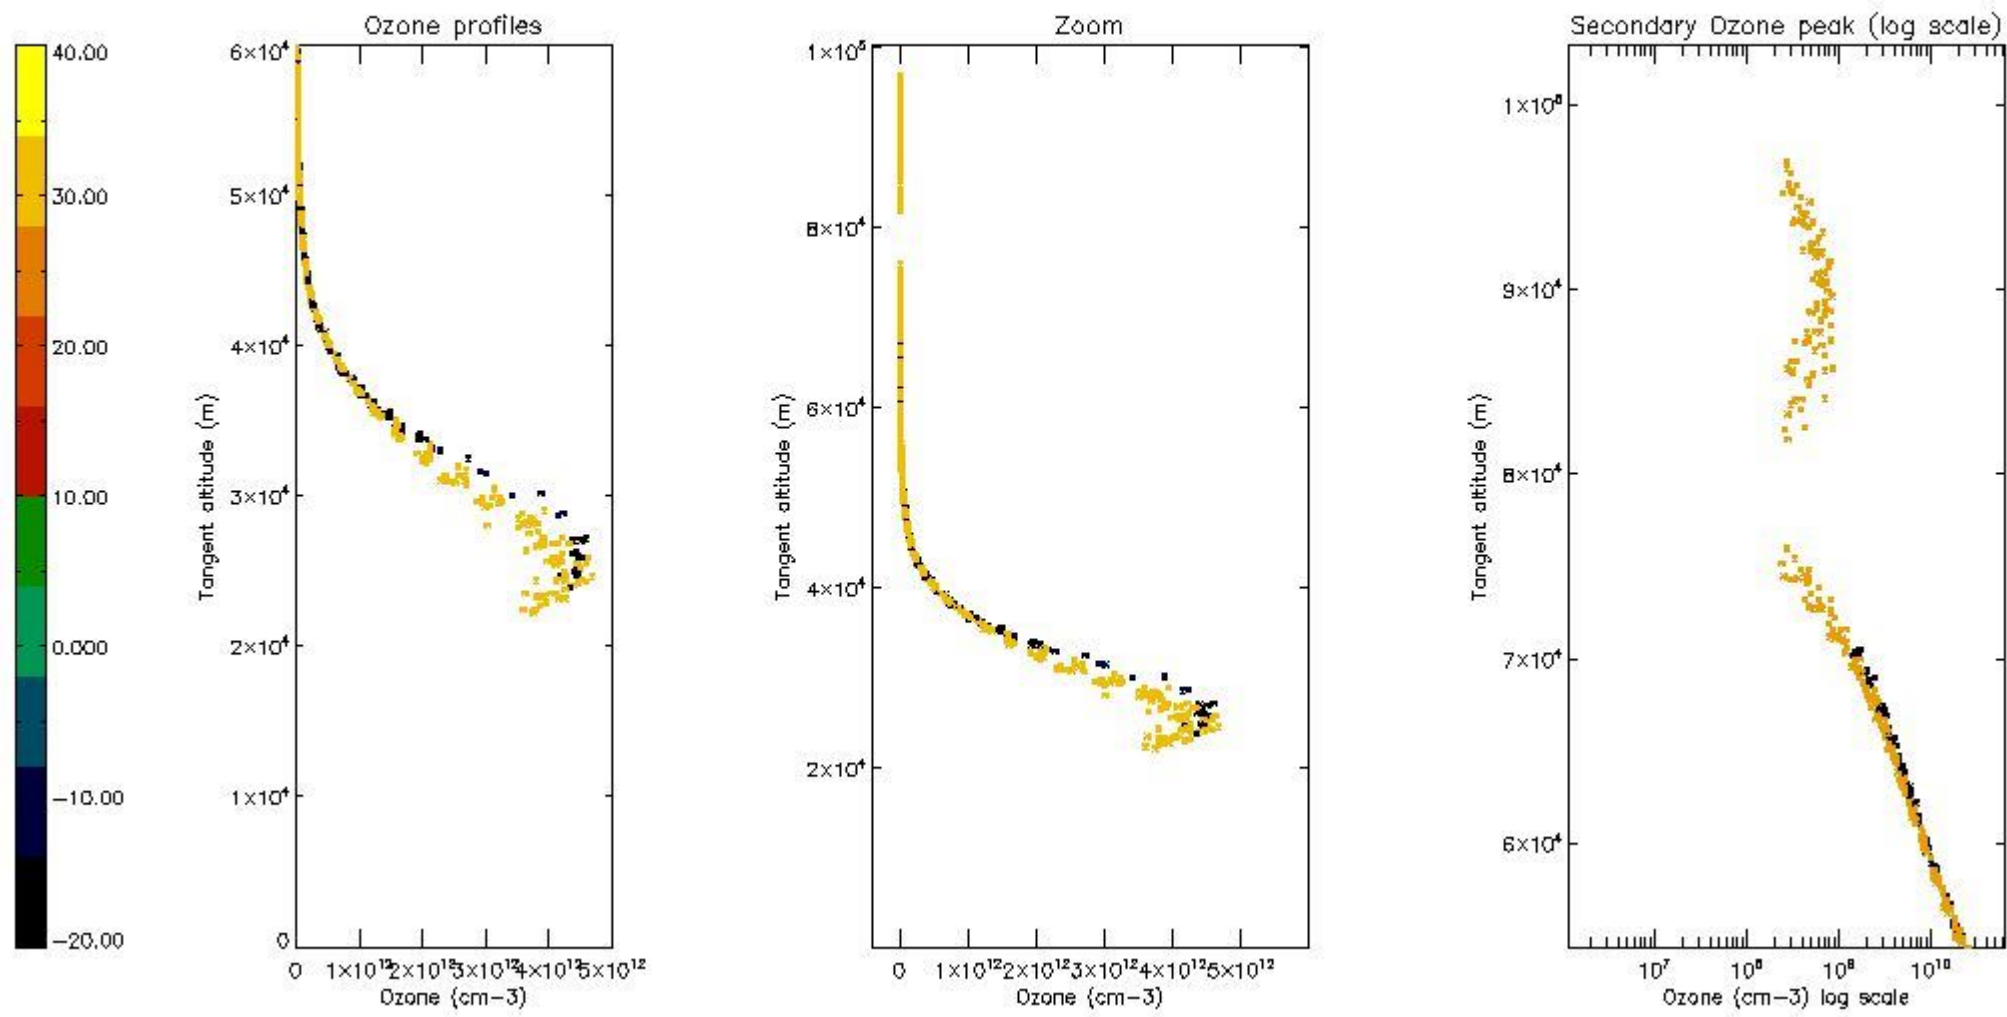 Ozone profiles
Zoom
Secondary Ozone peak (log scale)
40.00
30.00
20.00
10.00
0.000
−10.00
−20.00
6×10⁴
5×10⁴
4×10⁴
3×10⁴
2×10⁴
1×10⁴
0
Tangent altitude (m)
0 1×10¹² 2×10¹² 3×10¹² 4×10¹² 5×10¹²
Ozone (cm−3)
1×10⁵
8×10⁴
6×10⁴
4×10⁴
2×10⁴
Tangent altitude (m)
0 1×10¹² 2×10¹² 3×10¹² 4×10¹² 5×10¹²
Ozone (cm−3)
9×10⁴
8×10⁴
7×10⁴
6×10⁴
Tangent altitude (m)
10⁷ 10¹⁰
Ozone (cm−3) log scale